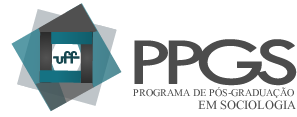 uff
PPGS
PROGRAMA DE PÓS-GRADUAÇÃO
EM SOCIOLOGIA